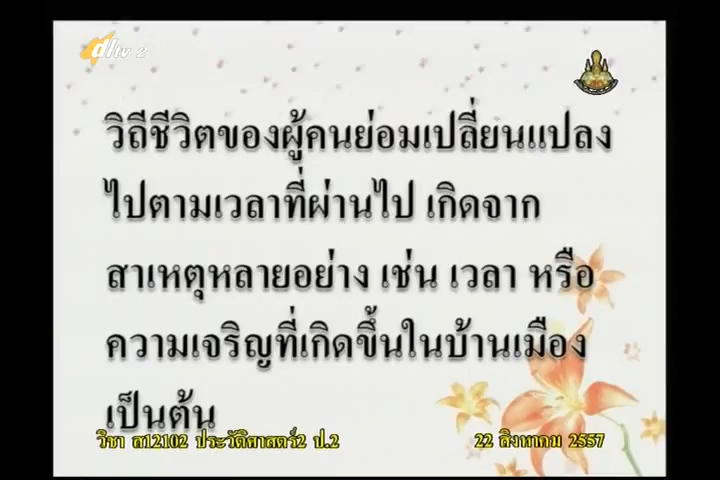 dltv 2
วิถีชีวิตของผู้คนย่อมเปลี่ยนแปลง
ไปตามเวลาที่ผ่านไป เกิดจาก
สาเหตุหลายอย่าง เช่น เวลา หรือ
ความเจริญที่เกิดขึ้นในบ้านเมือง
เป็นต้น
วิชา ส12102 ประวัติศาสตร์2 ป.2
22 สิงหาคม 2557